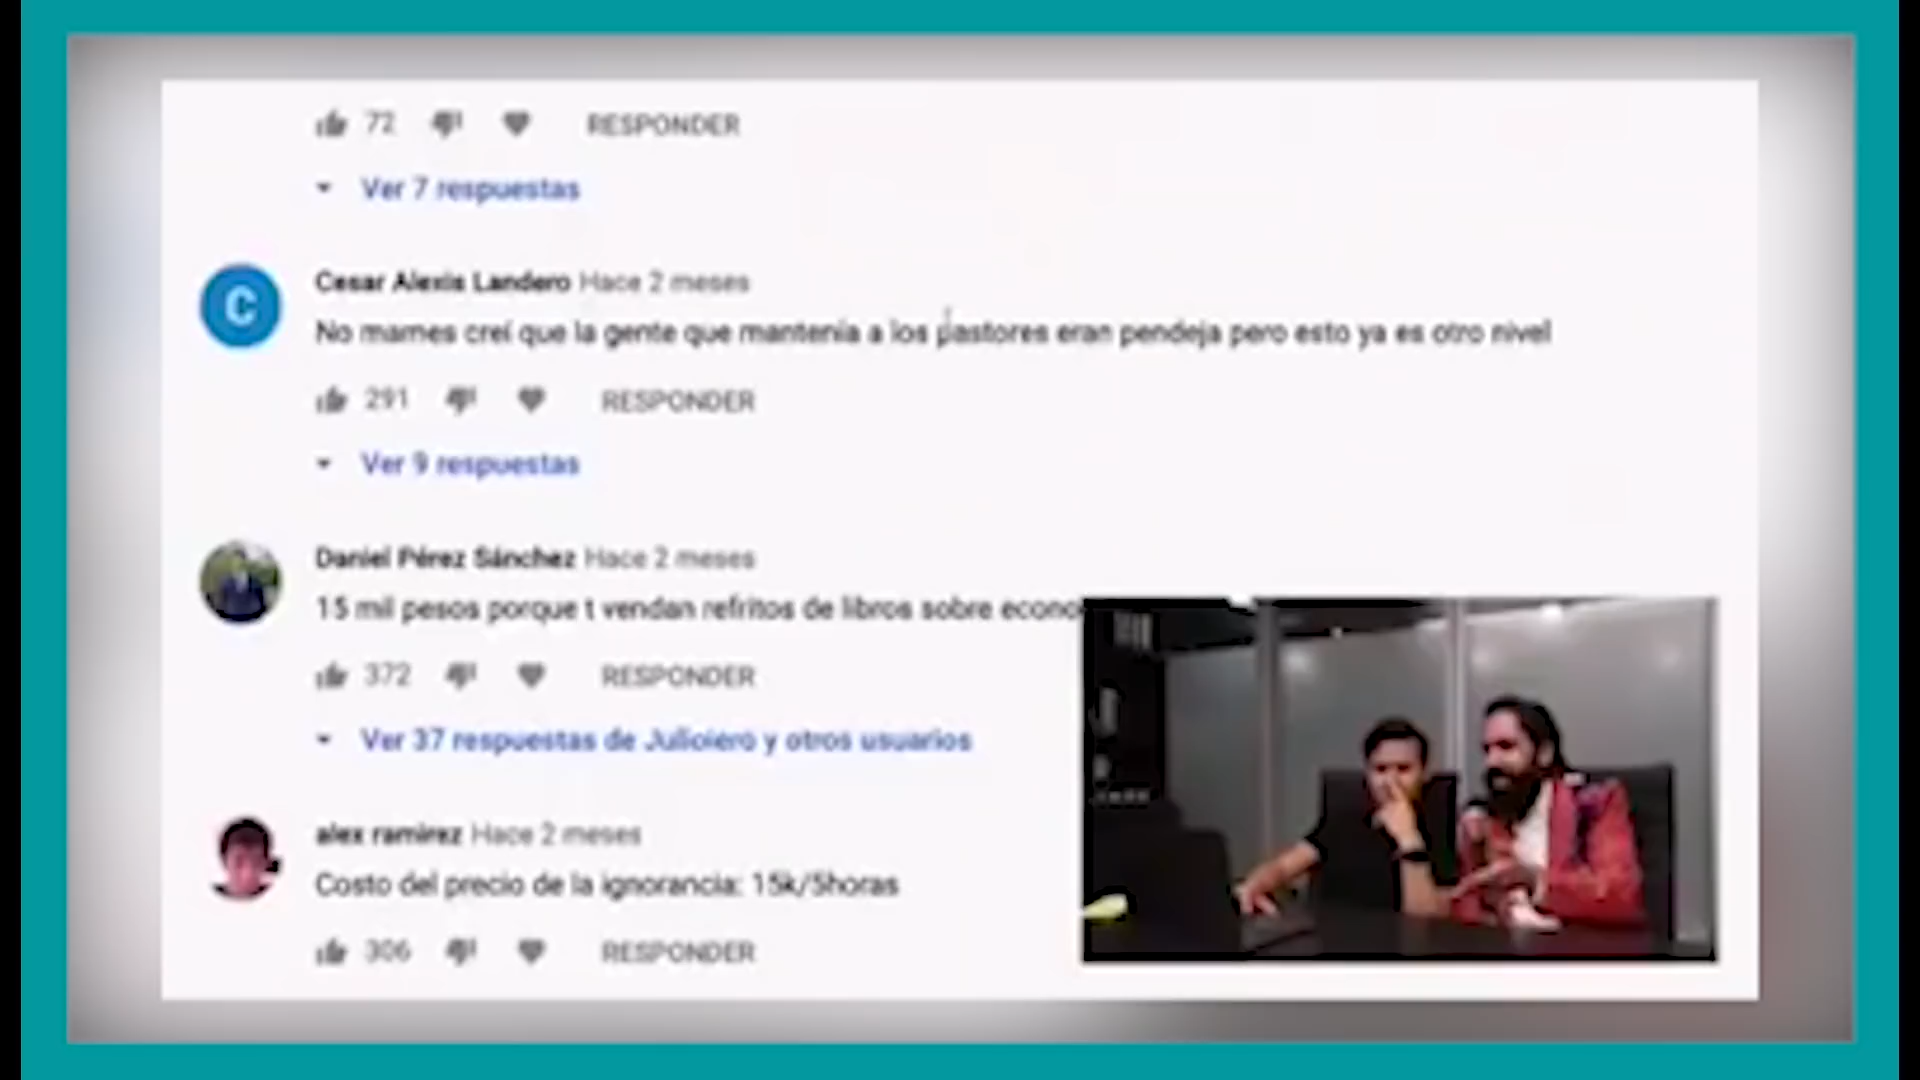 72 RESPONDER
Ver 7 respuestas
C
Cesar Alexis Landero Hace 2 meses
No mames creí que la gente que mantenía a los pastores eran pendeja pero esto ya es otro nivel
291 RESPONDER
Ver 9 respuestas
Daniel Pérez Sánchez Hace 2 meses
15 mil pesos porque t vendan refritos de libros sobre econo
372 RESPONDER
Ver 37 respuestas de Julioiero y otros usuarios
alex ramirez Hace 2 meses
Costo del precio de la ignorancia: 15k/5horas
306 RESPONDER